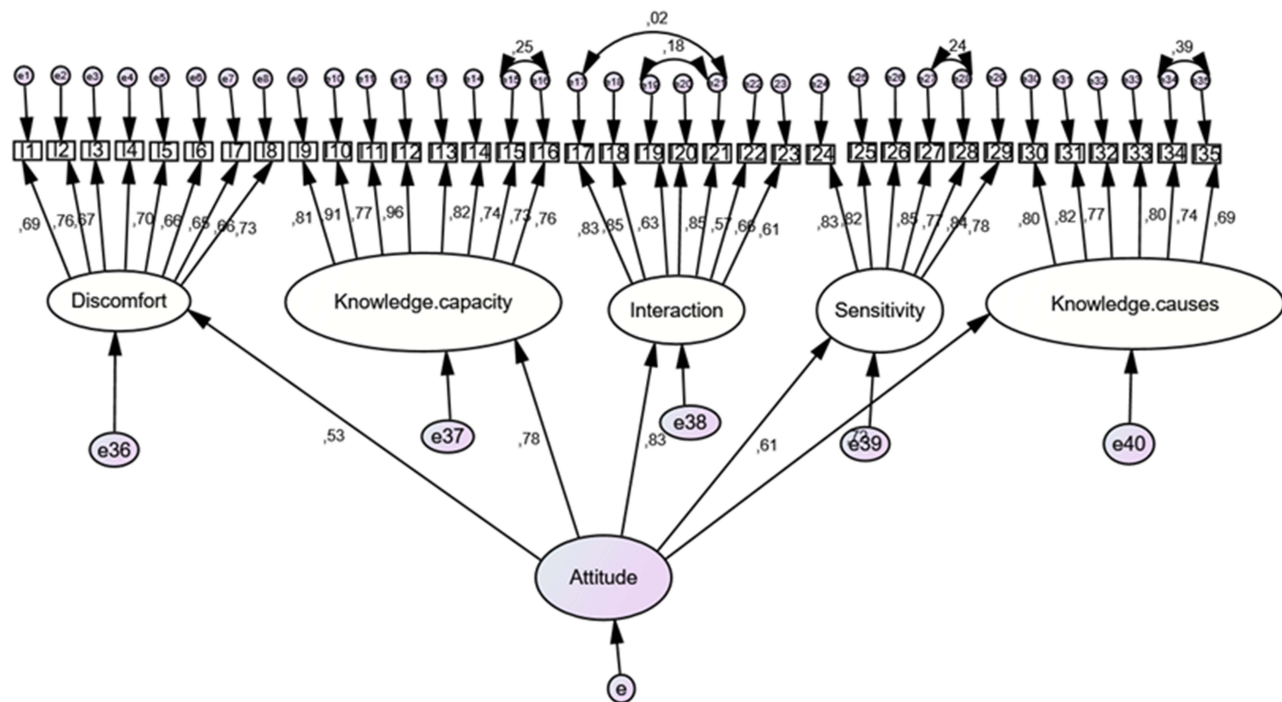 ,02
,25 ,18 ,24 ,39
e1 e2 e3 e4 e5 e6 e7 e8 e9 e10 e11 e12 e13 e14 e15 e16 e17 e18 e19 e20 e21 e22 e23 e24 e25 e26 e27 e28 e29 e30 e31 e32 e33 e34 e35
I1 I2 I3 I4 I5 I6 I7 I8 I9 I10 I11 I12 I13 I14 I15 I16 I17 I18 I19 I20 I21 I22 I23 I24 I25 I26 I27 I28 I29 I30 I31 I32 I33 I34 I35
,69 ,76 ,67 ,70 ,66 ,65 ,66 ,73 ,81 ,91 ,77 ,96 ,82 ,74 ,73 ,76 ,83 ,85 ,63 ,85 ,57 ,66 ,61 ,83 ,82 ,85 ,77 ,84 ,78 ,80 ,82 ,77 ,80 ,74 ,69
Discomfort Knowledge.capacity Interaction Sensitivity Knowledge.causes
e36 e37 e38 e39 e40
,53 ,78 ,83 ,61
Attitude
e